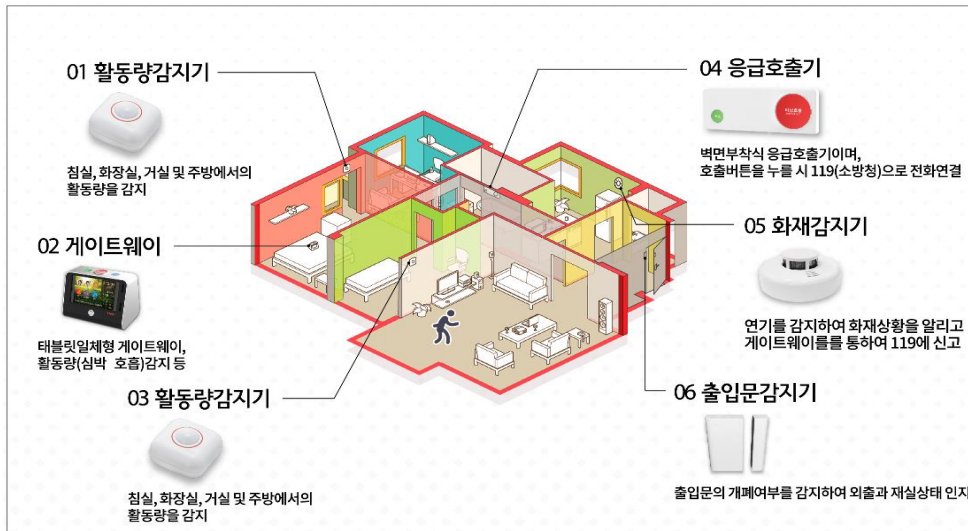 01 활동량감지기
침실, 화장실, 거실 및 주방에서의
활동량을 감지
02 게이트웨이
태블릿일체형 게이트웨이,
활동량(심박 호흡)감지 등
03 활동량감지기
침실, 화장실, 거실 및 주방에서의
활동량을 감지
04 응급호출기
벽면부착식 응급호출기이며,
호출버튼을 누를 시 119(소방청)으로 전화연결
05 화재감지기
연기를 감지하여 화재상황을 알리고
게이트웨이를를 통하여 119에 신고
06 출입문감지기
출입문의 개폐여부를 감지하여 외출과 재실상태 인지